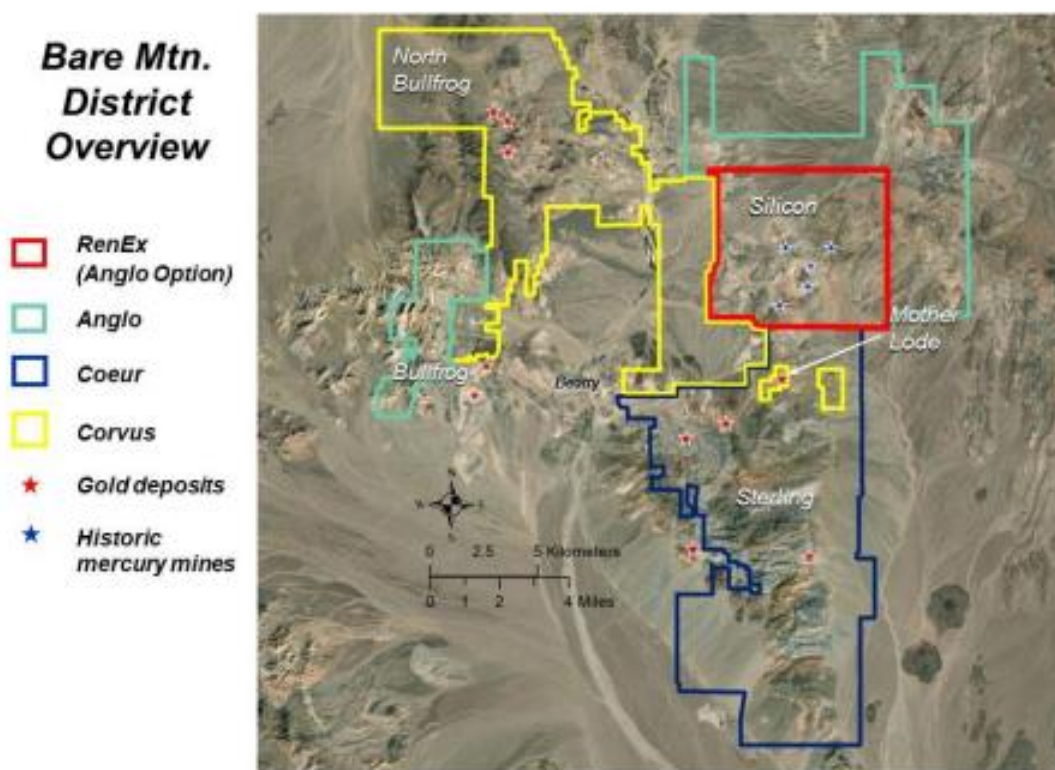 Bare Mtn.
District
Overview
RenEx
(Anglo Option)
Anglo
Coeur
Corvus
Gold deposits
Historic
mercury mines
North
Bullfrog
Silicon
Mother
Lode
Bullfrog
Beatty
Sterling
N
W
E
S
0 2.5 5 Kilometers
0 1 2 4 Miles